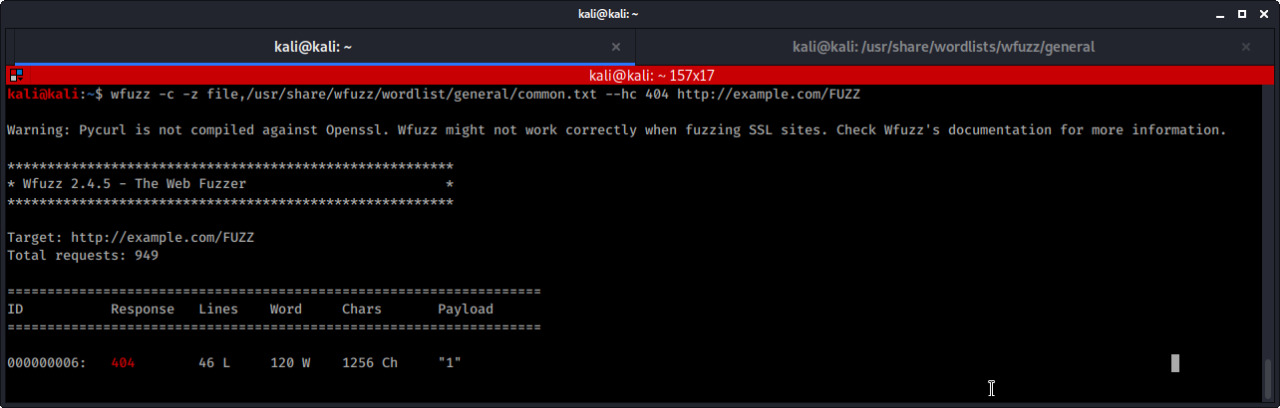 kali@kali: ~
kali@kali: ~
kali@kali: /usr/share/wordlists/wfuzz/general
kali@kali: ~ 157x17
kali@kali:~$ wfuzz -c -z file,/usr/share/wfuzz/wordlist/general/common.txt --hc 404 http://example.com/FUZZ
Warning: Pycurl is not compiled against Openssl. Wfuzz might not work correctly when fuzzing SSL sites. Check Wfuzz's documentation for more information.
********************************************************
* Wfuzz 2.4.5 - The Web Fuzzer                         *
********************************************************
Target: http://example.com/FUZZ
Total requests: 949
===================================================================
ID           Response   Lines    Word     Chars       Payload
===================================================================
000000006:   404        46 L     120 W    1256 Ch     "1"